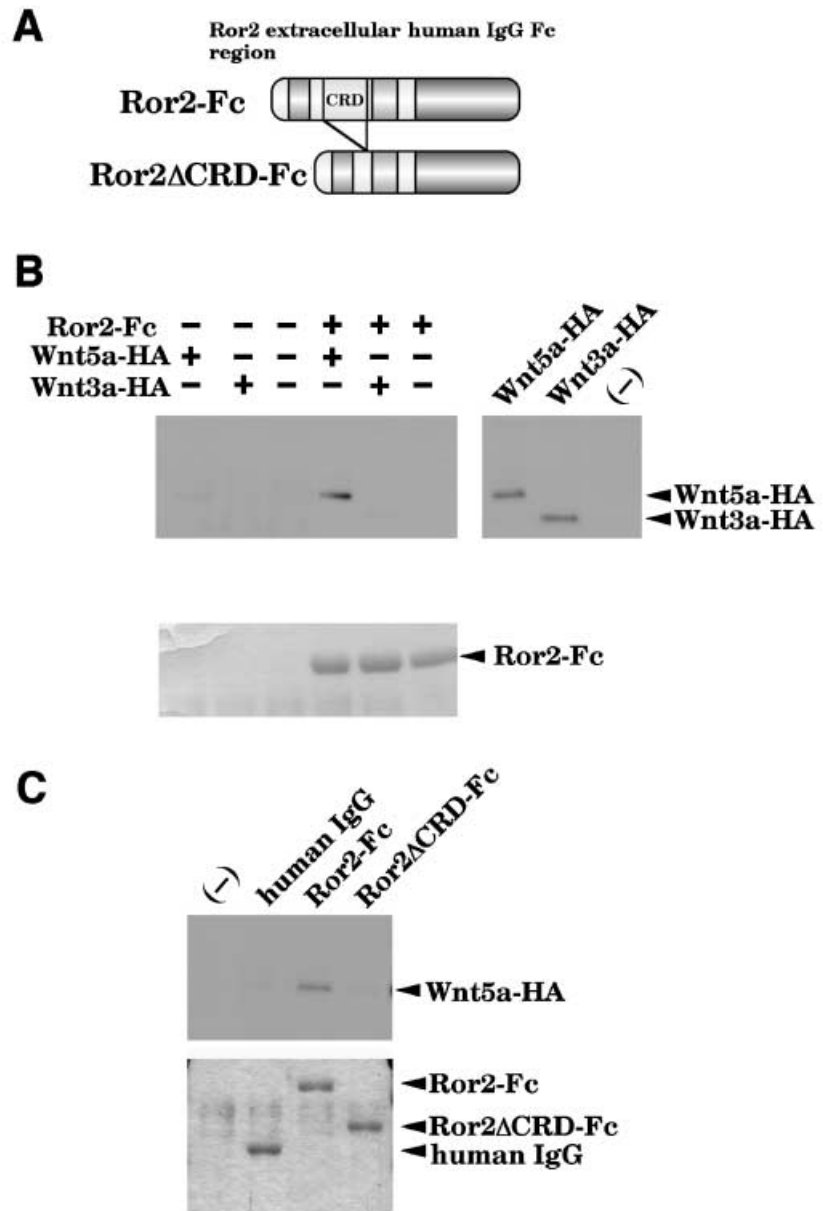 A
Ror2 extracellular human IgG Fc
region
Ror2-Fc
CRD
Ror2ΔCRD-Fc
B
Ror2-Fc − − − + + +
Wnt5a-HA + − − + − −
Wnt3a-HA − + − − + −
Wnt5a-HA
Wnt3a-HA
(−)
Wnt5a-HA
Wnt3a-HA
Ror2-Fc
C
(−)
human IgG
Ror2-Fc
Ror2ΔCRD-Fc
Wnt5a-HA
Ror2-Fc
Ror2ΔCRD-Fc
human IgG